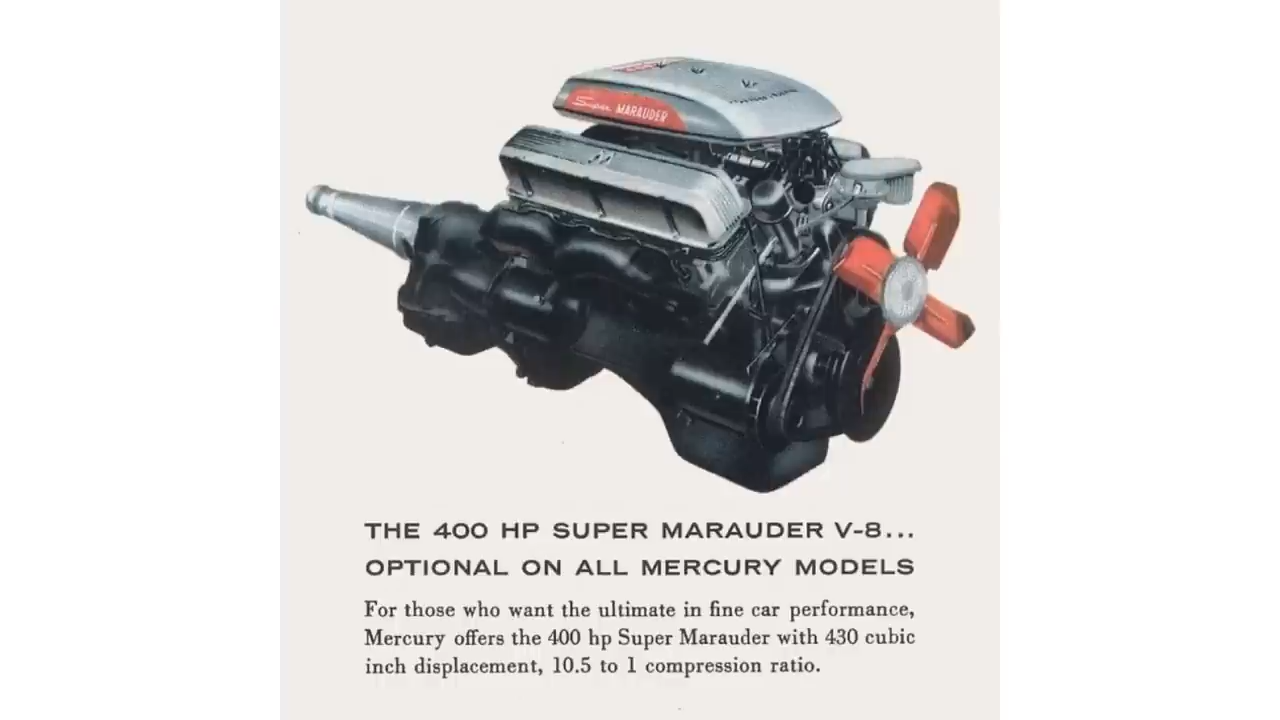 Super MARAUDER
THE 400 HP SUPER MARAUDER V-8...
OPTIONAL ON ALL MERCURY MODELS
For those who want the ultimate in fine car performance,
Mercury offers the 400 hp Super Marauder with 430 cubic
inch displacement, 10.5 to 1 compression ratio.